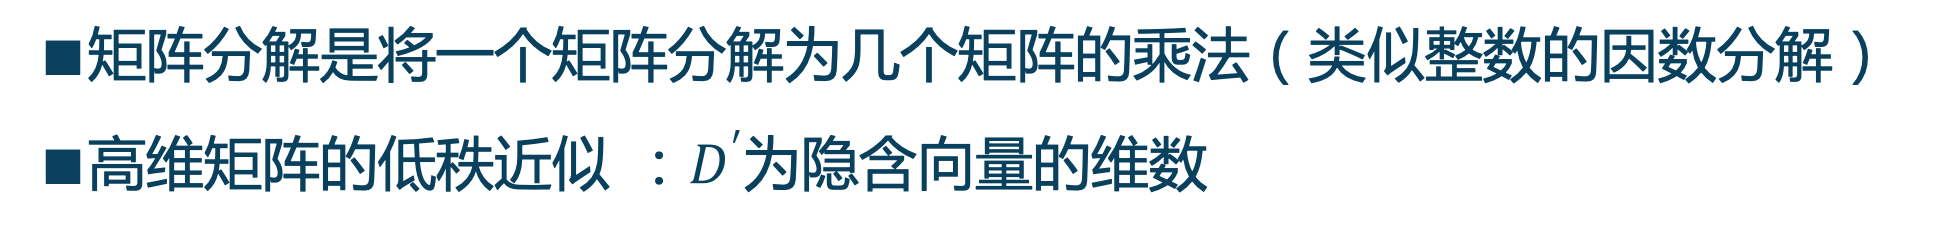 ■矩阵分解是将一个矩阵分解为几个矩阵的乘法（类似整数的因数分解）
■高维矩阵的低秩近似 ：D′为隐含向量的维数